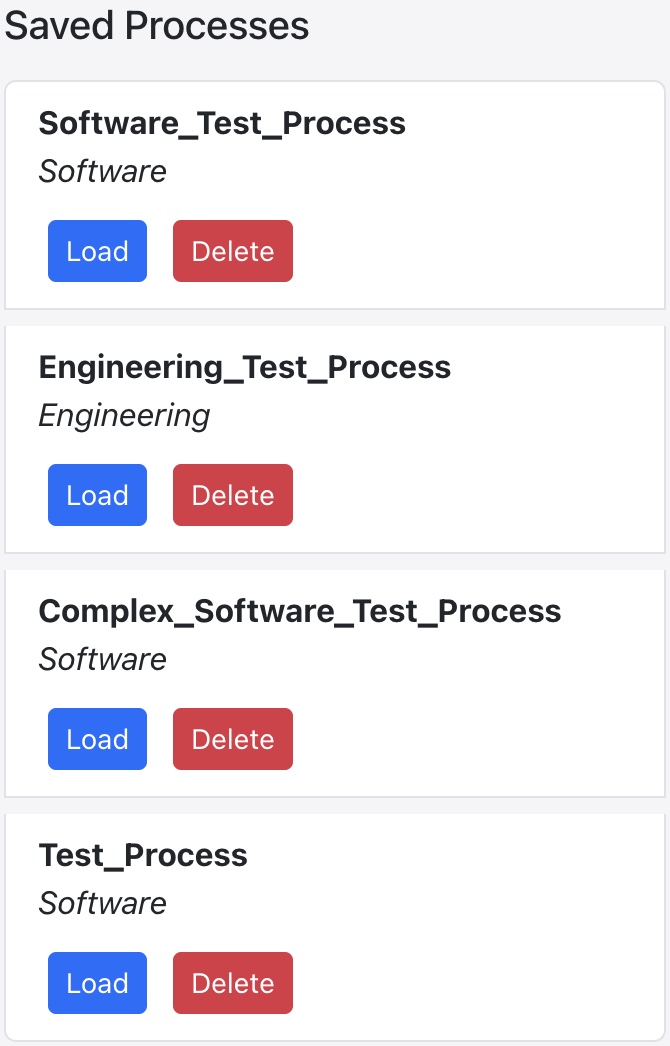 Saved Processes
Software_Test_Process
Software
Load Delete
Engineering_Test_Process
Engineering
Load Delete
Complex_Software_Test_Process
Software
Load Delete
Test_Process
Software
Load Delete